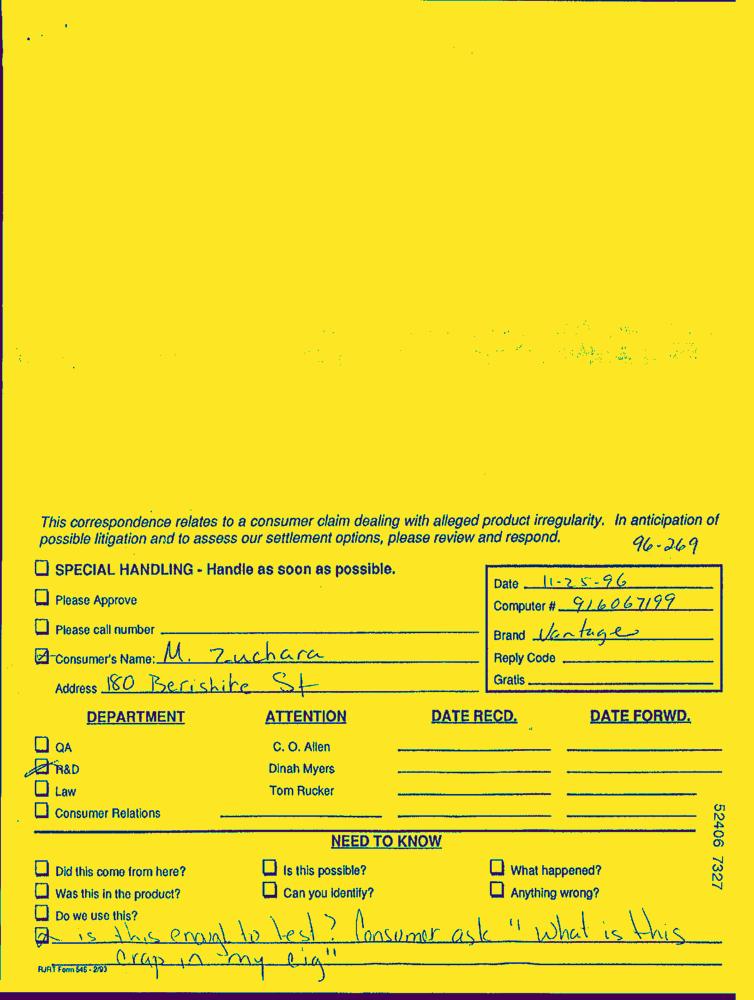 This correspondence relates to a consumer claim dealing with alleged product irregularity. In anticipation of
possible litigation and to assess our settlement options, please review and respond.
96-269
SPECIAL HANDLING - Handle as soon as possible.
Please Approve
Please call number
Consumer's Name: M. Zuchara
Address 180 Berishire St
Date 11-25-96
Computer # 916067199
Brand Vantage
Reply Code
Gratis
DEPARTMENT ATTENTION DATE RECD. DATE FORWD.
QA C. O. Allen
R&D Dinah Myers
Law Tom Rucker
Consumer Relations
NEED TO KNOW
Did this come from here? Is this possible? What happened?
Was this in the product? Can you identify? Anything wrong?
Do we use this?
is this to test? Consumer ask "What is this
crap in my cig"
RJRT Form 546 - 2/93
52406 7327